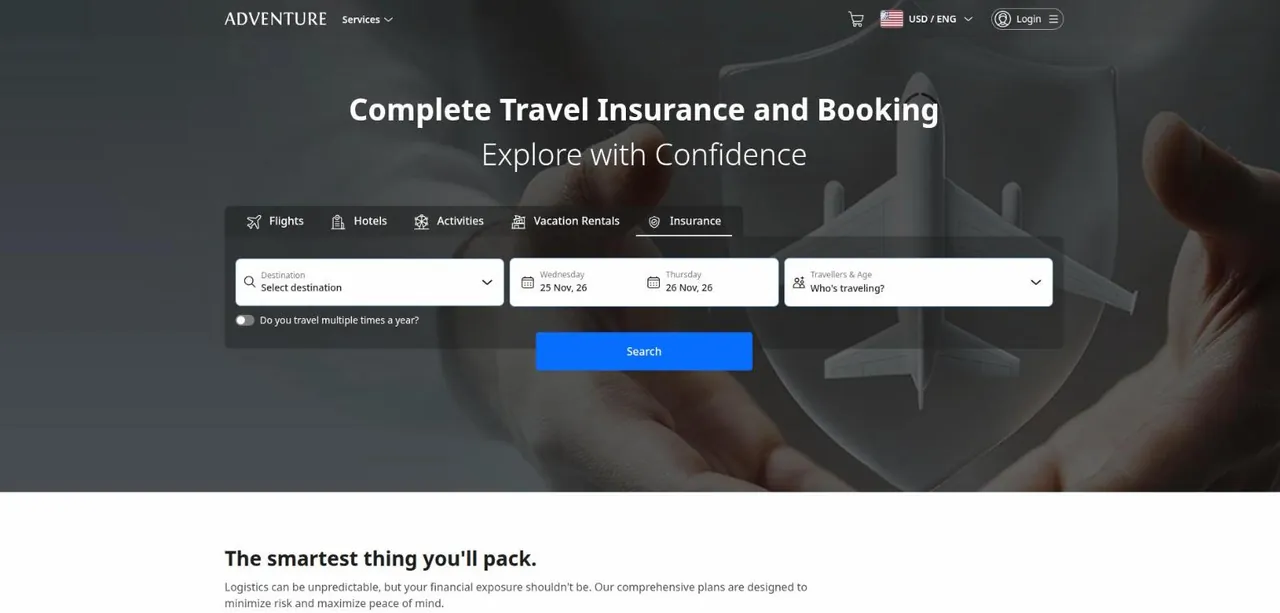 ADVENTURE
Services
USD / ENG
Login
Complete Travel Insurance and Booking
Explore with Confidence
Flights
Hotels
Activities
Vacation Rentals
Insurance
Destination
Select destination
Wednesday
25 Nov, 26
Thursday
26 Nov, 26
Travellers & Age
Who's traveling?
Do you travel multiple times a year?
Search
The smartest thing you'll pack.
Logistics can be unpredictable, but your financial exposure shouldn't be. Our comprehensive plans are designed to
minimize risk and maximize peace of mind.